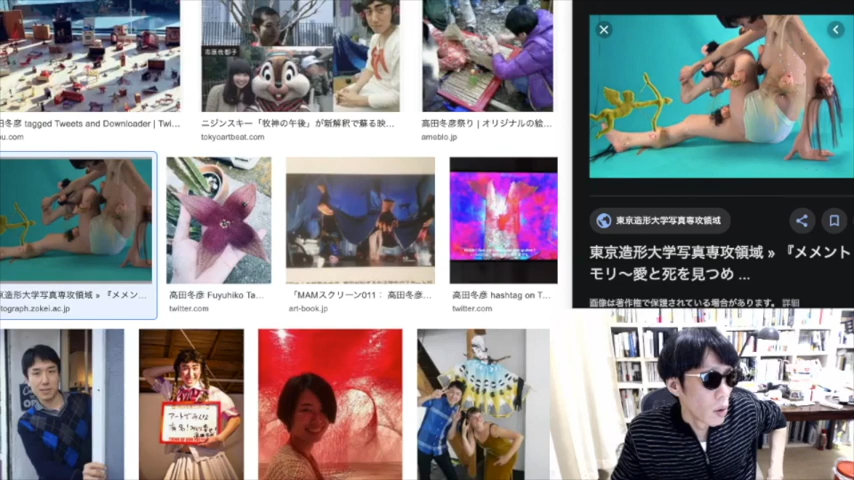 冬彦 tagged Tweets and Downloader | Twi...
u.com
ニジンスキー「牧神の午後」が新解釈で蘇る映...
tokyoartbeat.com
高田冬彦祭り | オリジナルの絵...
ameblo.jp
東京造形大学写真専攻領域
東京造形大学写真専攻領域 » 『メメント
モリ〜愛と死を見つめ ...
画像は著作権で保護されている場合があります。 詳細
京造形大学写真専攻領域 » 『メメン...
tograph.zokei.ac.jp
高田冬彦 Fuyuhiko Ta...
twitter.com
「MAMスクリーン011： 高田冬彦...
art-book.jp
高田冬彦 hashtag on T...
twitter.com
アートでみんな